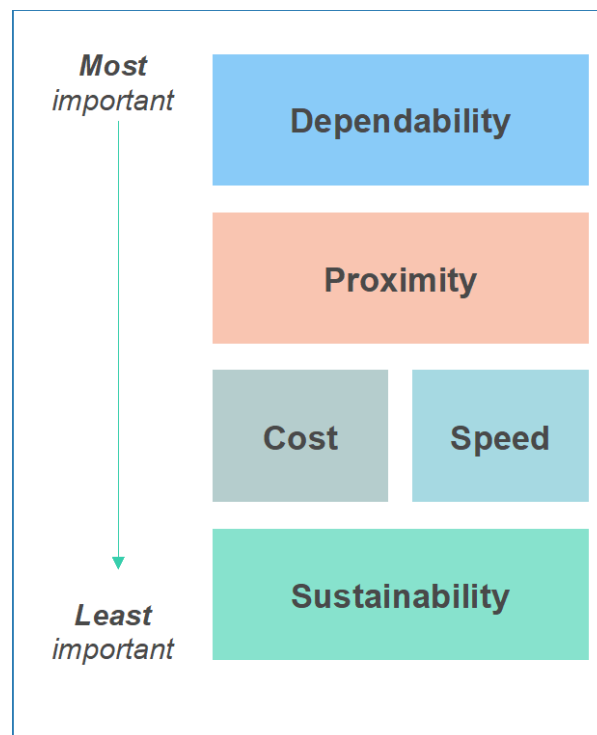 Most
important
Dependability
Proximity
Cost
Speed
Sustainability
Least
important